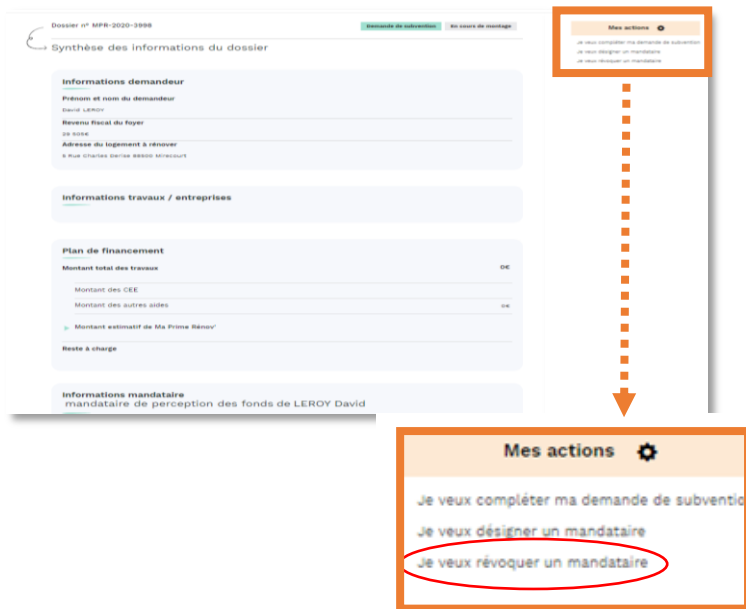 Dossier n° MPR-2020-3998
Demande de subvention
En cours de montage
Synthèse des informations du dossier
Informations demandeur
Prénom et nom du demandeur
David LEROY
Revenu fiscal du foyer
Adresse du logement à rénover
Informations travaux / entreprises
Plan de financement
Montant total des travaux 0€
Montant des CEE
Montant des autres aides 0€
Montant estimatif de Ma Prime Rénov'
Reste à charge
Informations mandataire
mandataire de perception des fonds de LEROY David
Mes actions
Je veux compléter ma demande de subvention
Je veux désigner un mandataire
Je veux révoquer un mandataire
Mes actions
Je veux compléter ma demande de subventio
Je veux désigner un mandataire
Je veux révoquer un mandataire